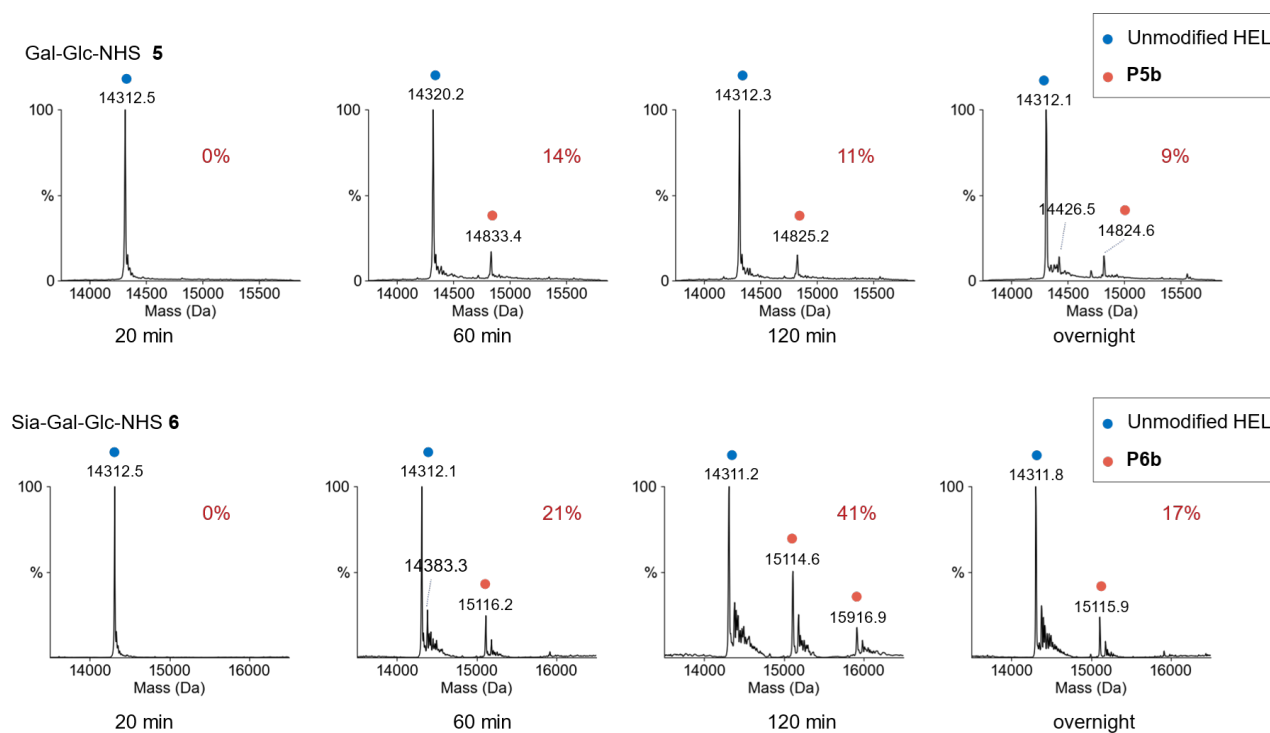 Gal-Glc-NHS 5
Unmodified HEL
P5b
14312.5
100
0%
%
0
14000 14500 15000 15500
Mass (Da)
20 min
14320.2
100
14%
14833.4
%
0
14000 14500 15000 15500
Mass (Da)
60 min
14312.3
100
11%
14825.2
%
0
14000 14500 15000 15500
Mass (Da)
120 min
14312.1
100
9%
14426.5
14824.6
%
0
14000 14500 15000 15500
Mass (Da)
overnight
Sia-Gal-Glc-NHS 6
Unmodified HEL
P6b
14312.5
100
0%
%
14000 15000 16000
Mass (Da)
20 min
14312.1
100
21%
14383.3
15116.2
%
14000 15000 16000
Mass (Da)
60 min
14311.2
100
41%
15114.6
15916.9
%
14000 15000 16000
Mass (Da)
120 min
14311.8
100
17%
15115.9
%
14000 15000 16000
Mass (Da)
overnight